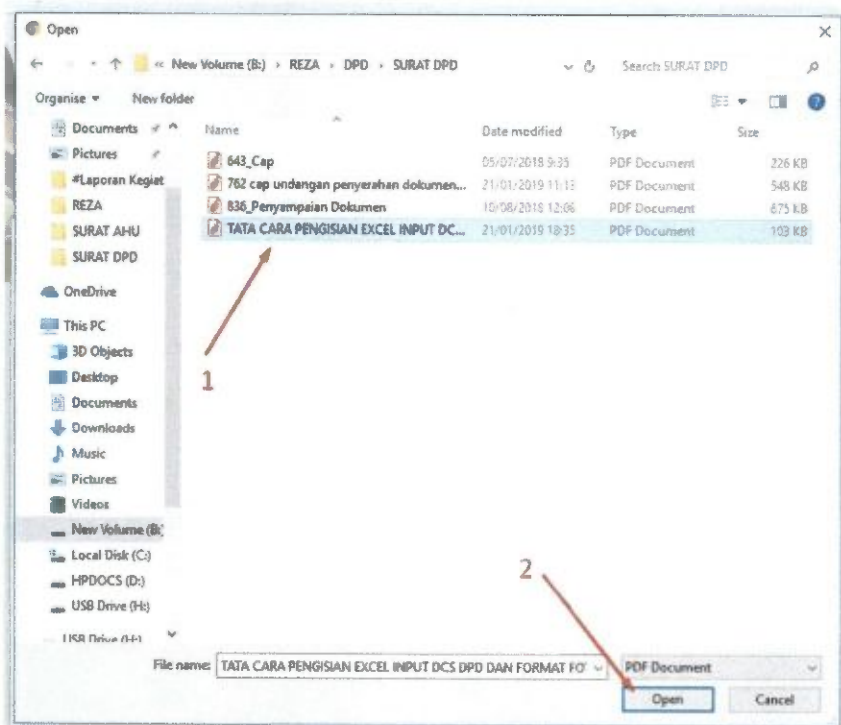 Open
« New Volume (B:) › REZA › DPD › SURAT DPD
Search SURAT DPD
Organise
New folder
Name
Date modified
Type
Size
643_Cap
05/07/2018 9:35
PDF Document
226 KB
762 cap undangan penyerahan dokumen...
21/01/2019 11:13
PDF Document
548 KB
836_Penyampaian Dokumen
10/08/2018 12:06
PDF Document
675 KB
TATA CARA PENGISIAN EXCEL INPUT DC...
21/01/2019 18:35
PDF Document
103 KB
Documents
Pictures
#Laporan Kegiat
REZA
SURAT AHU
SURAT DPD
OneDrive
This PC
3D Objects
Desktop
Documents
Downloads
Music
Pictures
Videos
New Volume (B:)
Local Disk (C:)
HPDOCS (D:)
USB Drive (H:)
USB Drive (H:)
1
2
File name:
TATA CARA PENGISIAN EXCEL INPUT DCS DPD DAN FORMAT FO
PDF Document
Open
Cancel